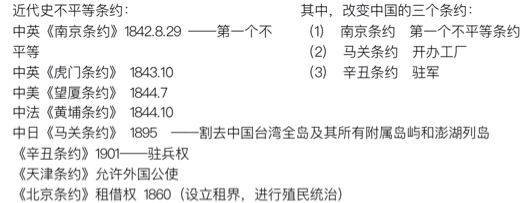 近代史不平等条约：
中英《南京条约》1842.8.29 ——第一个不
平等
中英《虎门条约》 1843.10
中美《望厦条约》 1844.7
中法《黄埔条约》 1844.10
中日《马关条约》 1895 ——割去中国台湾全岛及其所有附属岛屿和澎湖列岛
《辛丑条约》1901——驻兵权
《天津条约》允许外国公使
《北京条约》租借权 1860（设立租界，进行殖民统治）
其中，改变中国的三个条约：
（1） 南京条约 第一个不平等条约
（2） 马关条约 开办工厂
（3） 辛丑条约 驻军